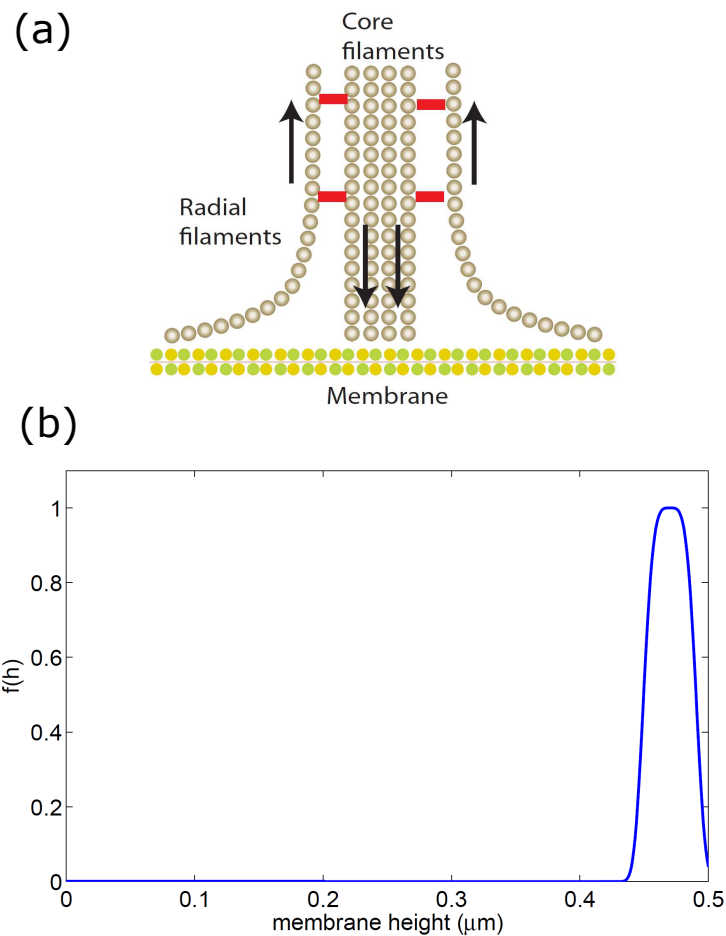 (a)
Core
filaments
Radial
filaments
Membrane
(b)
1
0.8
0.6
0.4
0.2
0
f(h)
0 0.1 0.2 0.3 0.4 0.5
membrane height (μm)